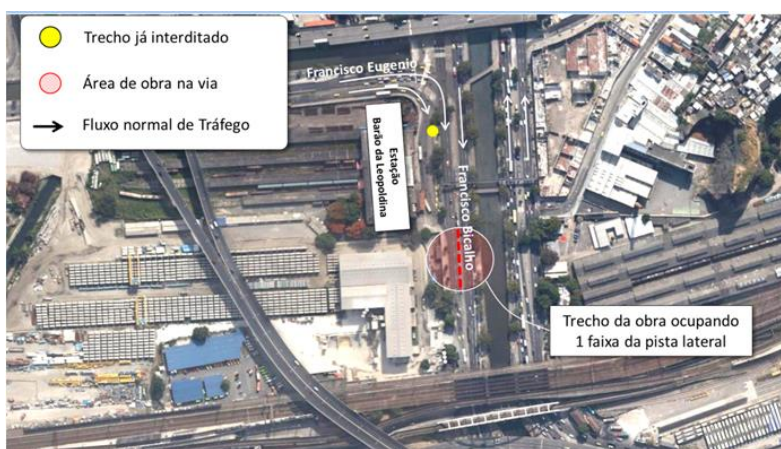 Trecho já interditado
Área de obra na via
Fluxo normal de Tráfego
Francisco Eugenio
Estação
Barão da Leopoldina
Francisco Bicalho
Trecho da obra ocupando
1 faixa da pista lateral